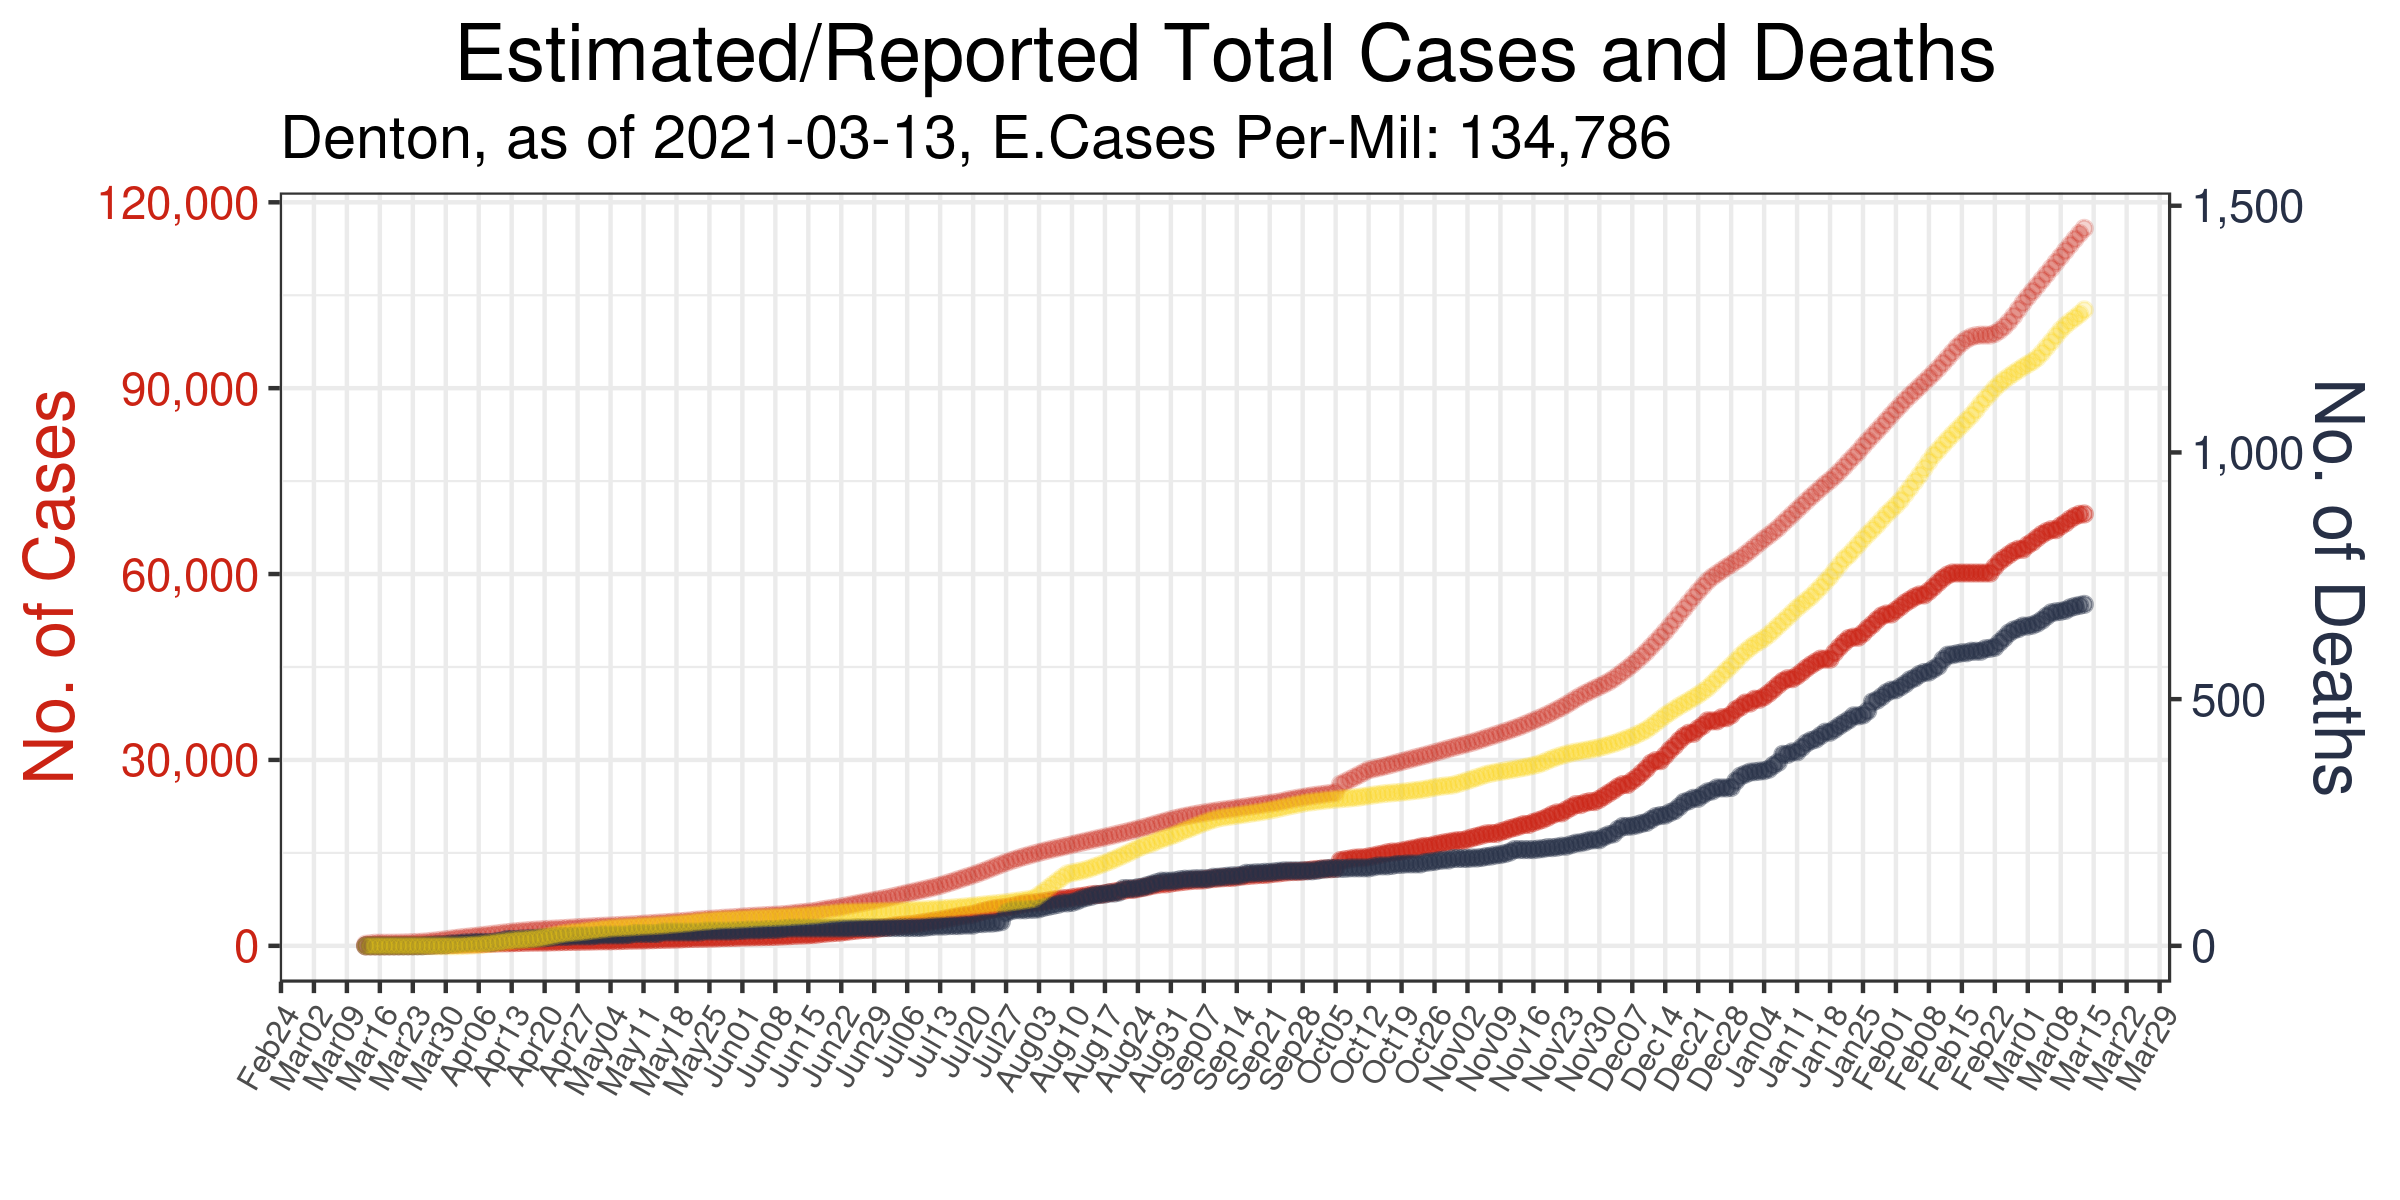 Estimated/Reported Total Cases and Deaths
Denton, as of 2021-03-13, E.Cases Per-Mil: 134,786
No. of Cases
120,000
90,000
60,000
30,000
0
1,500
1,000
500
0
No. of Deaths
Feb24
Mar02
Mar09
Mar16
Mar23
Mar30
Apr06
Apr13
Apr20
Apr27
May04
May11
May18
May25
Jun01
Jun08
Jun15
Jun22
Jun29
Jul06
Jul13
Jul20
Jul27
Aug03
Aug10
Aug17
Aug24
Aug31
Sep07
Sep14
Sep21
Sep28
Oct05
Oct12
Oct19
Oct26
Nov02
Nov09
Nov16
Nov23
Nov30
Dec07
Dec14
Dec21
Dec28
Jan04
Jan11
Jan18
Jan25
Feb01
Feb08
Feb15
Feb22
Mar01
Mar08
Mar15
Mar22
Mar29